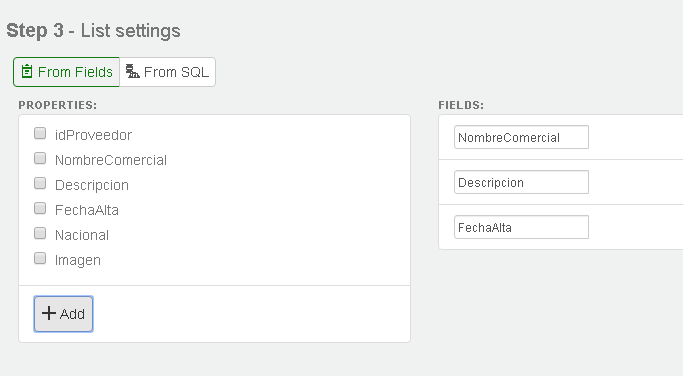 Step 3 - List settings
From Fields
From SQL
PROPERTIES:
idProveedor
NombreComercial
Descripcion
FechaAlta
Nacional
Imagen
Add
FIELDS:
NombreComercial
Descripcion
FechaAlta